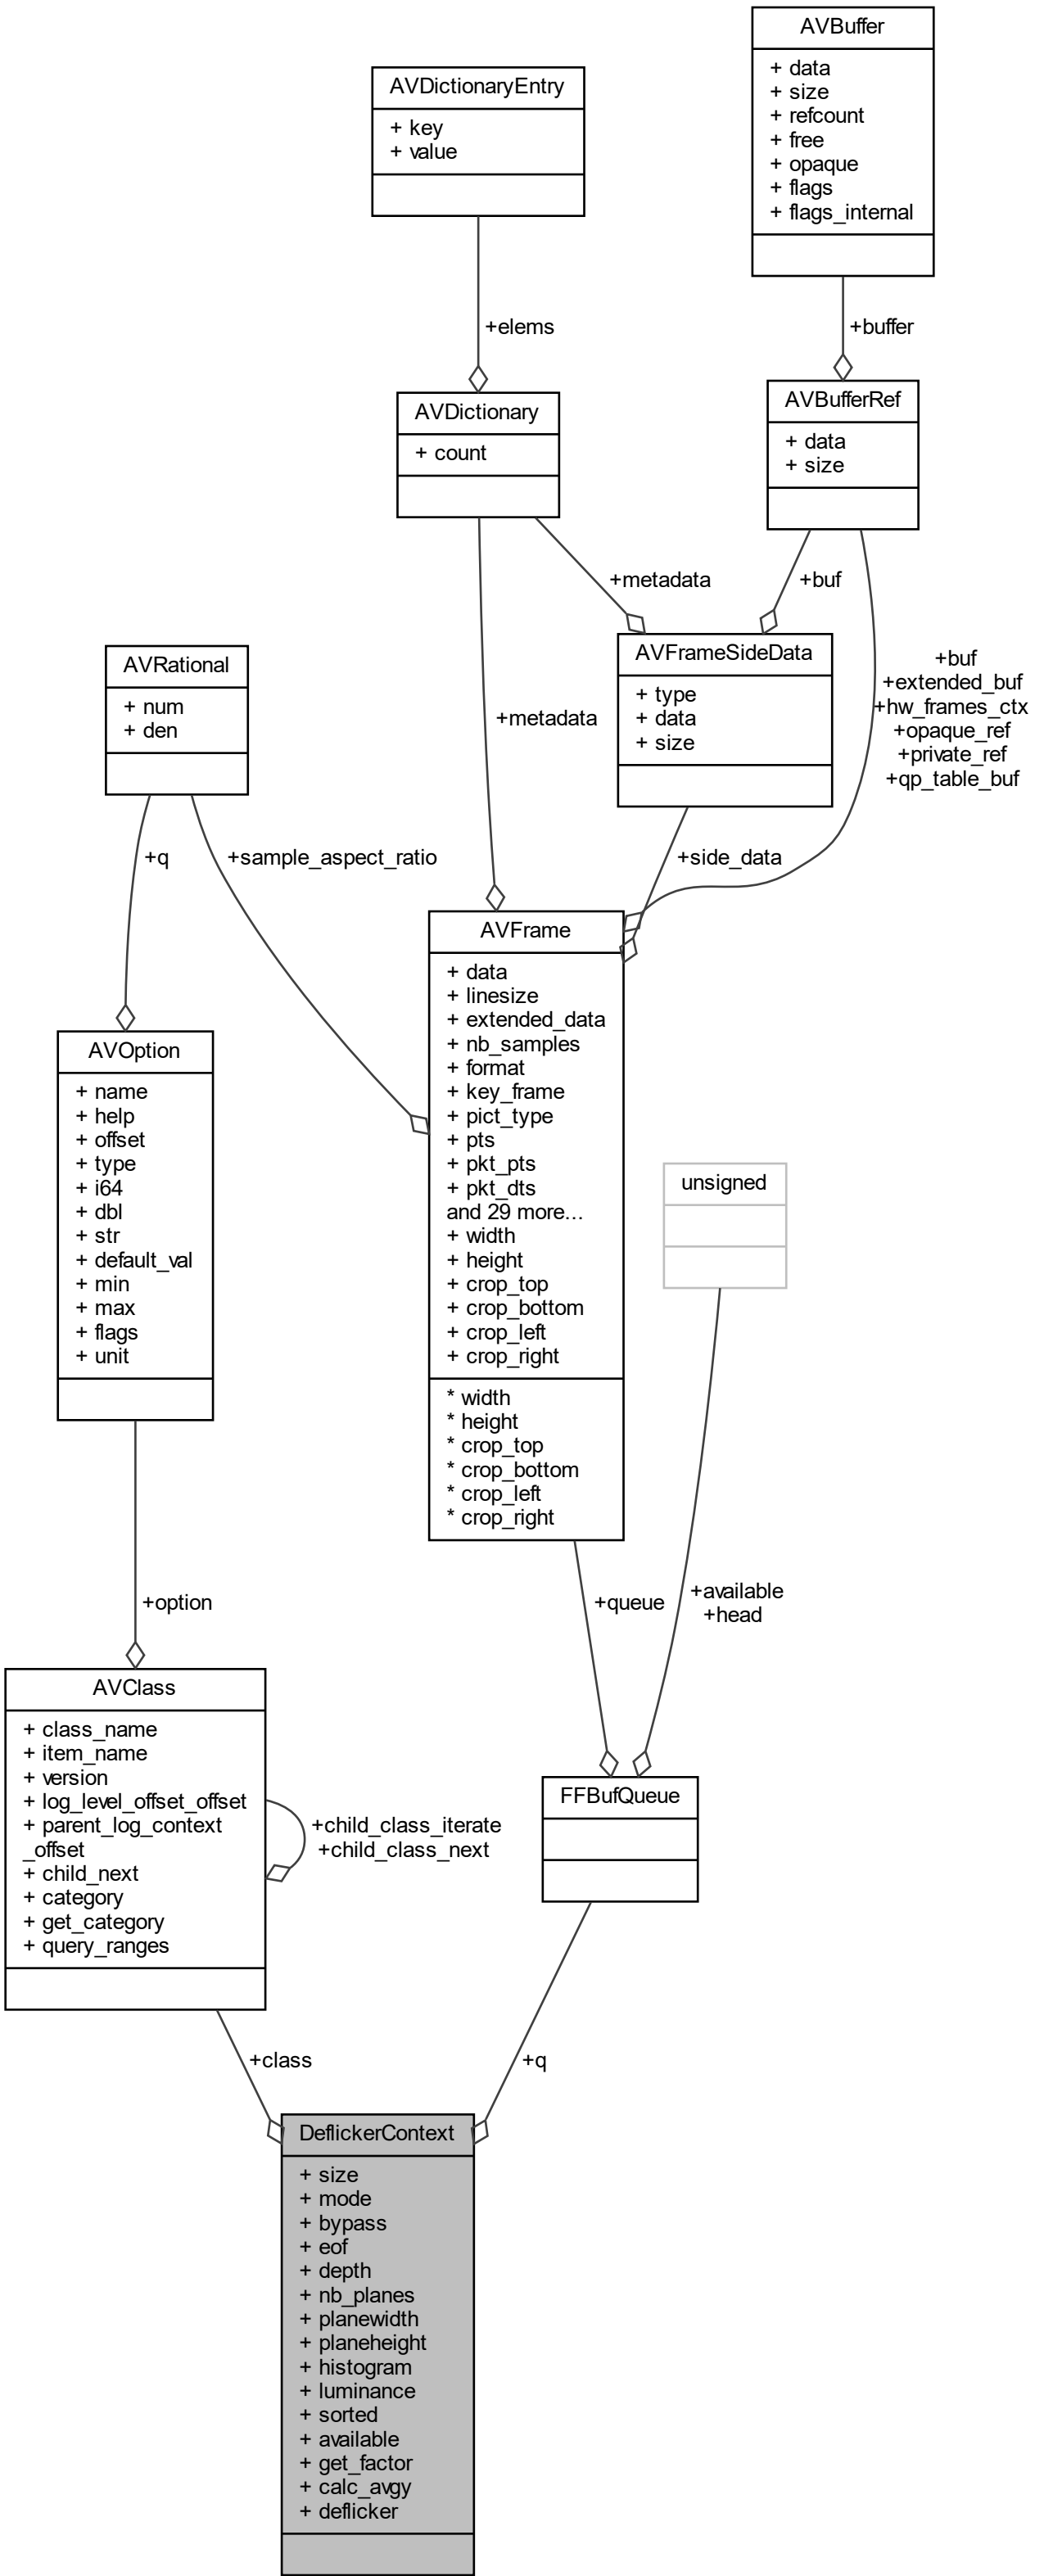 AVBuffer
+ data
+ size
+ refcount
+ free
+ opaque
+ flags
+ flags_internal
AVDictionaryEntry
+ key
+ value
+elems
+buffer
AVDictionary
+ count
AVBufferRef
+ data
+ size
+metadata
+buf
AVFrameSideData
+ type
+ data
+ size
+buf
+extended_buf
+hw_frames_ctx
+opaque_ref
+private_ref
+qp_table_buf
AVRational
+ num
+ den
+metadata
+q
+sample_aspect_ratio
+side_data
AVFrame
+ data
+ linesize
+ extended_data
+ nb_samples
+ format
+ key_frame
+ pict_type
+ pts
+ pkt_pts
+ pkt_dts
and 29 more...
+ width
+ height
+ crop_top
+ crop_bottom
+ crop_left
+ crop_right
* width
* height
* crop_top
* crop_bottom
* crop_left
* crop_right
AVOption
+ name
+ help
+ offset
+ type
+ i64
+ dbl
+ str
+ default_val
+ min
+ max
+ flags
+ unit
unsigned
+option
+queue
+available
+head
AVClass
+ class_name
+ item_name
+ version
+ log_level_offset_offset
+ parent_log_context
_offset
+ child_next
+ category
+ get_category
+ query_ranges
+child_class_iterate
+child_class_next
FFBufQueue
+class
+q
DeflickerContext
+ size
+ mode
+ bypass
+ eof
+ depth
+ nb_planes
+ planewidth
+ planeheight
+ histogram
+ luminance
+ sorted
+ available
+ get_factor
+ calc_avgy
+ deflicker